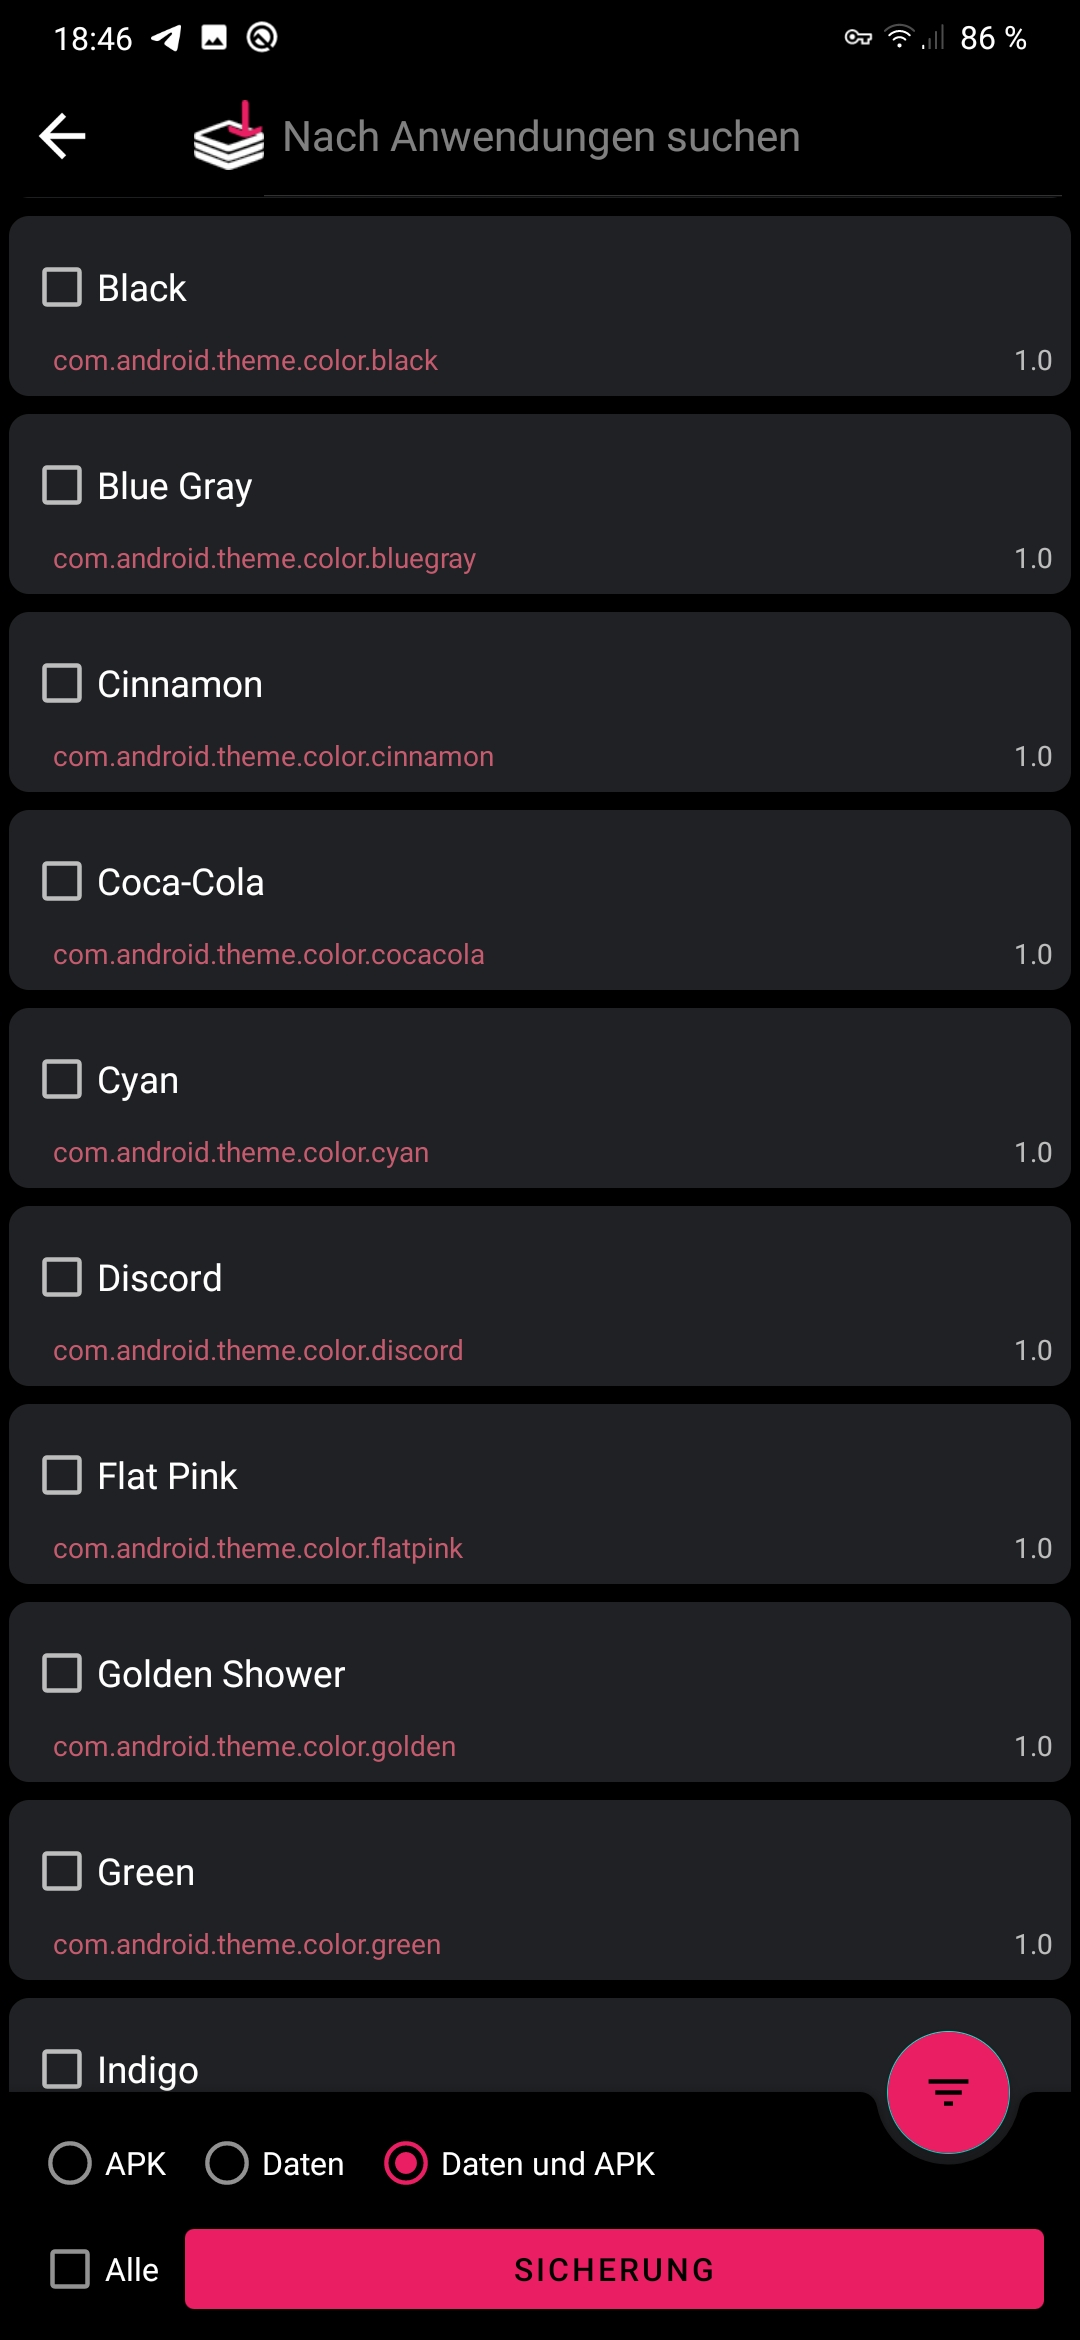 18:46 86 %
Nach Anwendungen suchen
Black
com.android.theme.color.black 1.0
Blue Gray
com.android.theme.color.bluegray 1.0
Cinnamon
com.android.theme.color.cinnamon 1.0
Coca-Cola
com.android.theme.color.cocacola 1.0
Cyan
com.android.theme.color.cyan 1.0
Discord
com.android.theme.color.discord 1.0
Flat Pink
com.android.theme.color.flatpink 1.0
Golden Shower
com.android.theme.color.golden 1.0
Green
com.android.theme.color.green 1.0
Indigo
APK Daten Daten und APK
Alle SICHERUNG